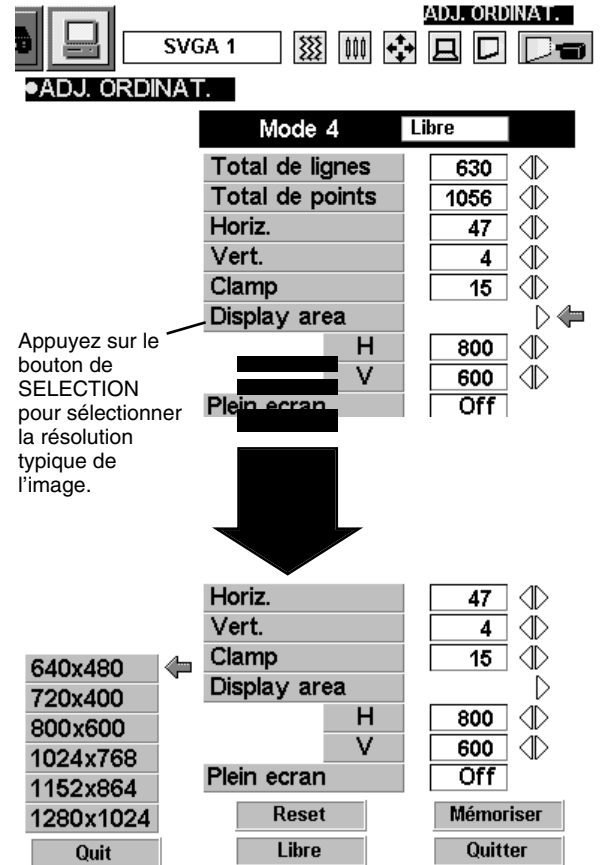 ADJ. ORDINAT.
SVGA 1
ADJ. ORDINAT.
Mode 4 Libre
Total de lignes 630
Total de points 1056
Horiz. 47
Vert. 4
Clamp 15
Display area
H 800
V 600
Plein ecran Off
Appuyez sur le
bouton de
SELECTION
pour sélectionner
la résolution
typique de
l'image.
Horiz. 47
Vert. 4
Clamp 15
Display area
H 800
V 600
Plein ecran Off
640x480
720x400
800x600
1024x768
1152x864
1280x1024
Quit
Reset Mémoriser
Libre Quitter